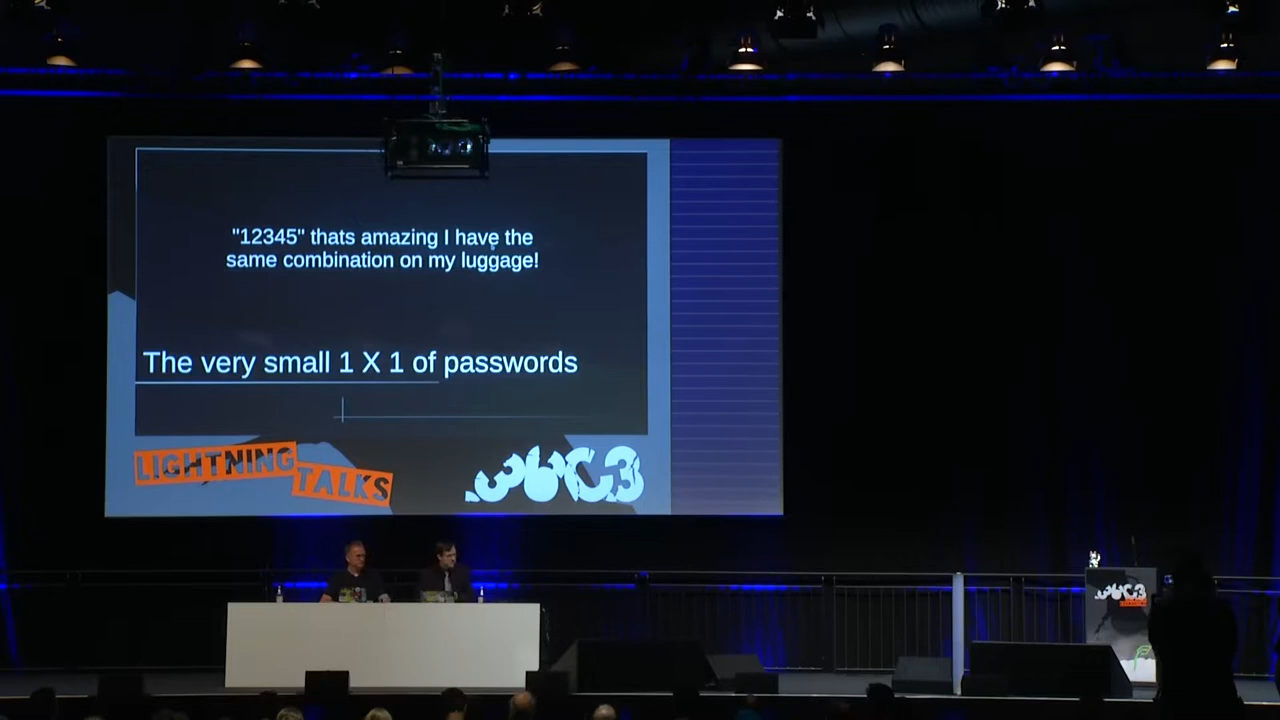 "12345" thats amazing I have the
same combination on my luggage!
The very small 1 X 1 of passwords
LIGHTNING
TALKS
36C3
36C3